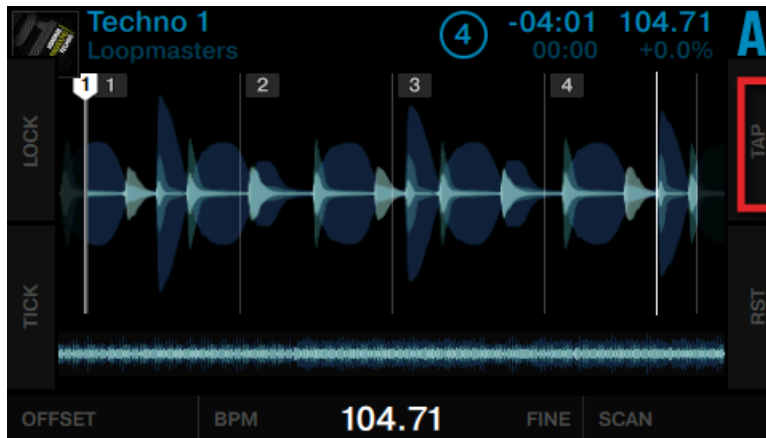 Techno 1
Loopmasters
4
-04:01
104.71
00:00
+0.0%
A
1 1 2 3 4
LOCK
TAP
TICK
RST
OFFSET BPM 104.71 FINE SCAN